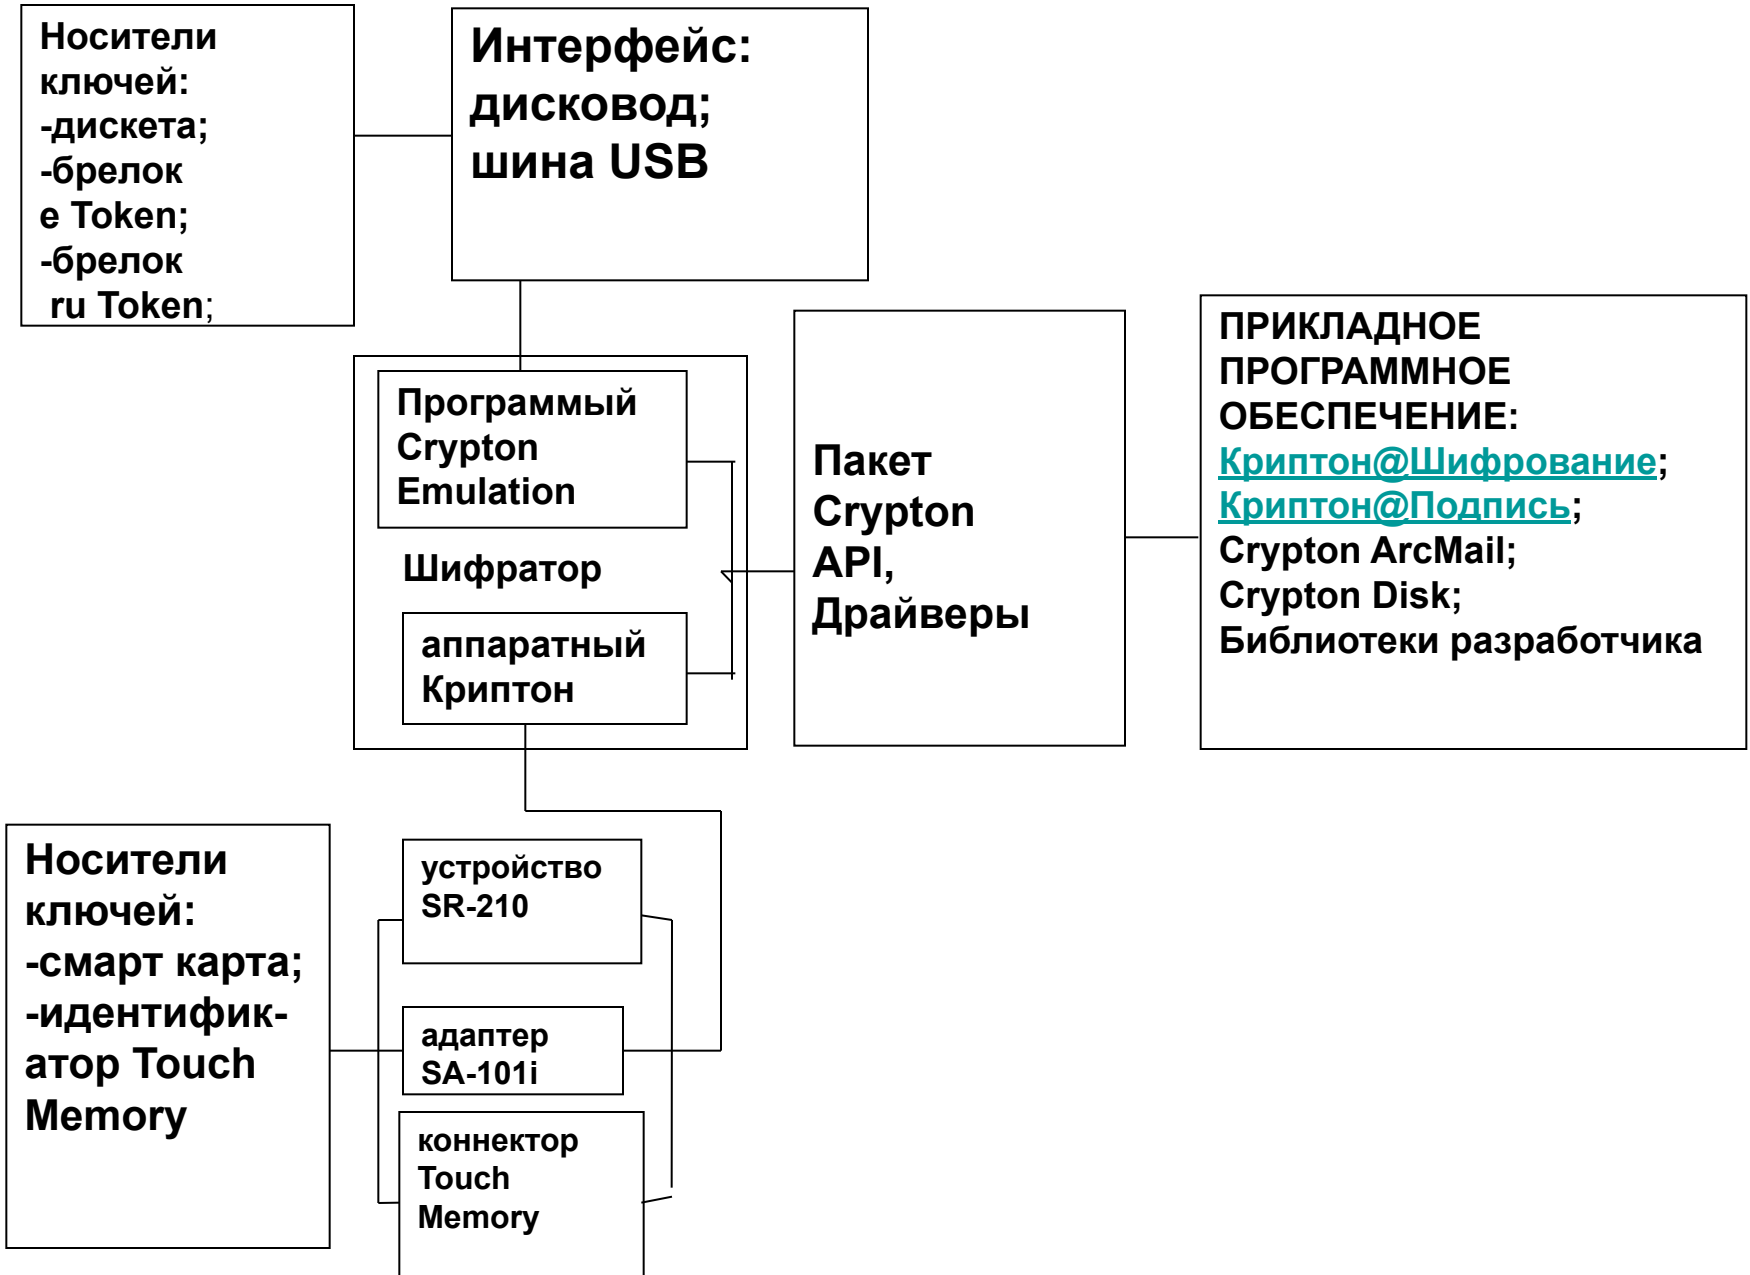 Носители
ключей:
-дискета;
-брелок
e Token;
-брелок
ru Token;
Интерфейс:
дисковод;
шина USB
Программый
Crypton
Emulation
Шифратор
аппаратный
Криптон
Пакет
Crypton
API,
Драйверы
ПРИКЛАДНОЕ
ПРОГРАММНОЕ
ОБЕСПЕЧЕНИЕ:
Криптон@Шифрование;
Криптон@Подпись;
Crypton ArcMail;
Crypton Disk;
Библиотеки разработчика
Носители
ключей:
-смарт карта;
-идентифик-
атор Touch
Memory
устройство
SR-210
адаптер
SA-101i
коннектор
Touch
Memory